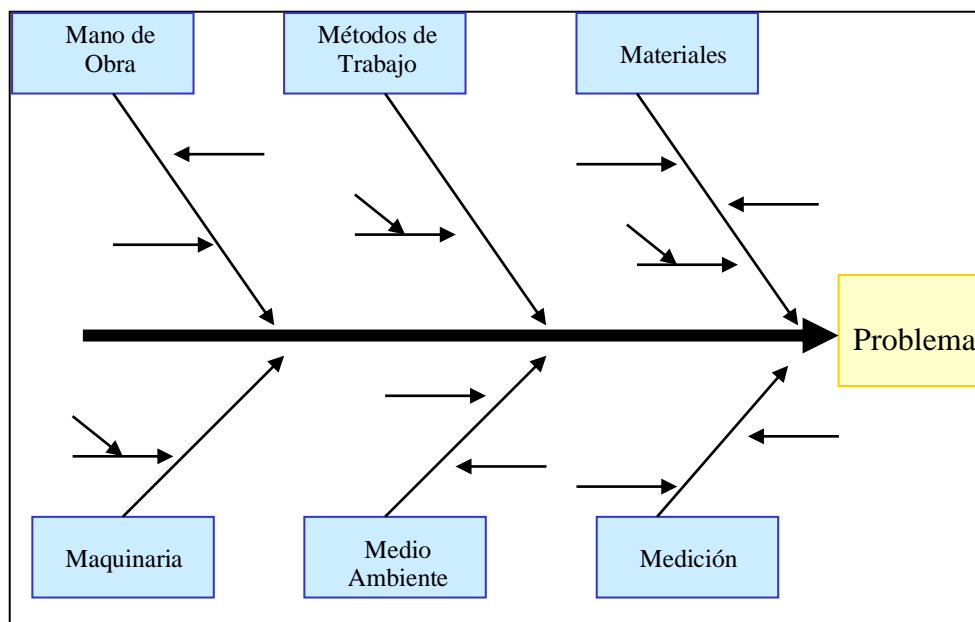 Mano de
Obra
Métodos de
Trabajo
Materiales
Problema
Maquinaria
Medio
Ambiente
Medición